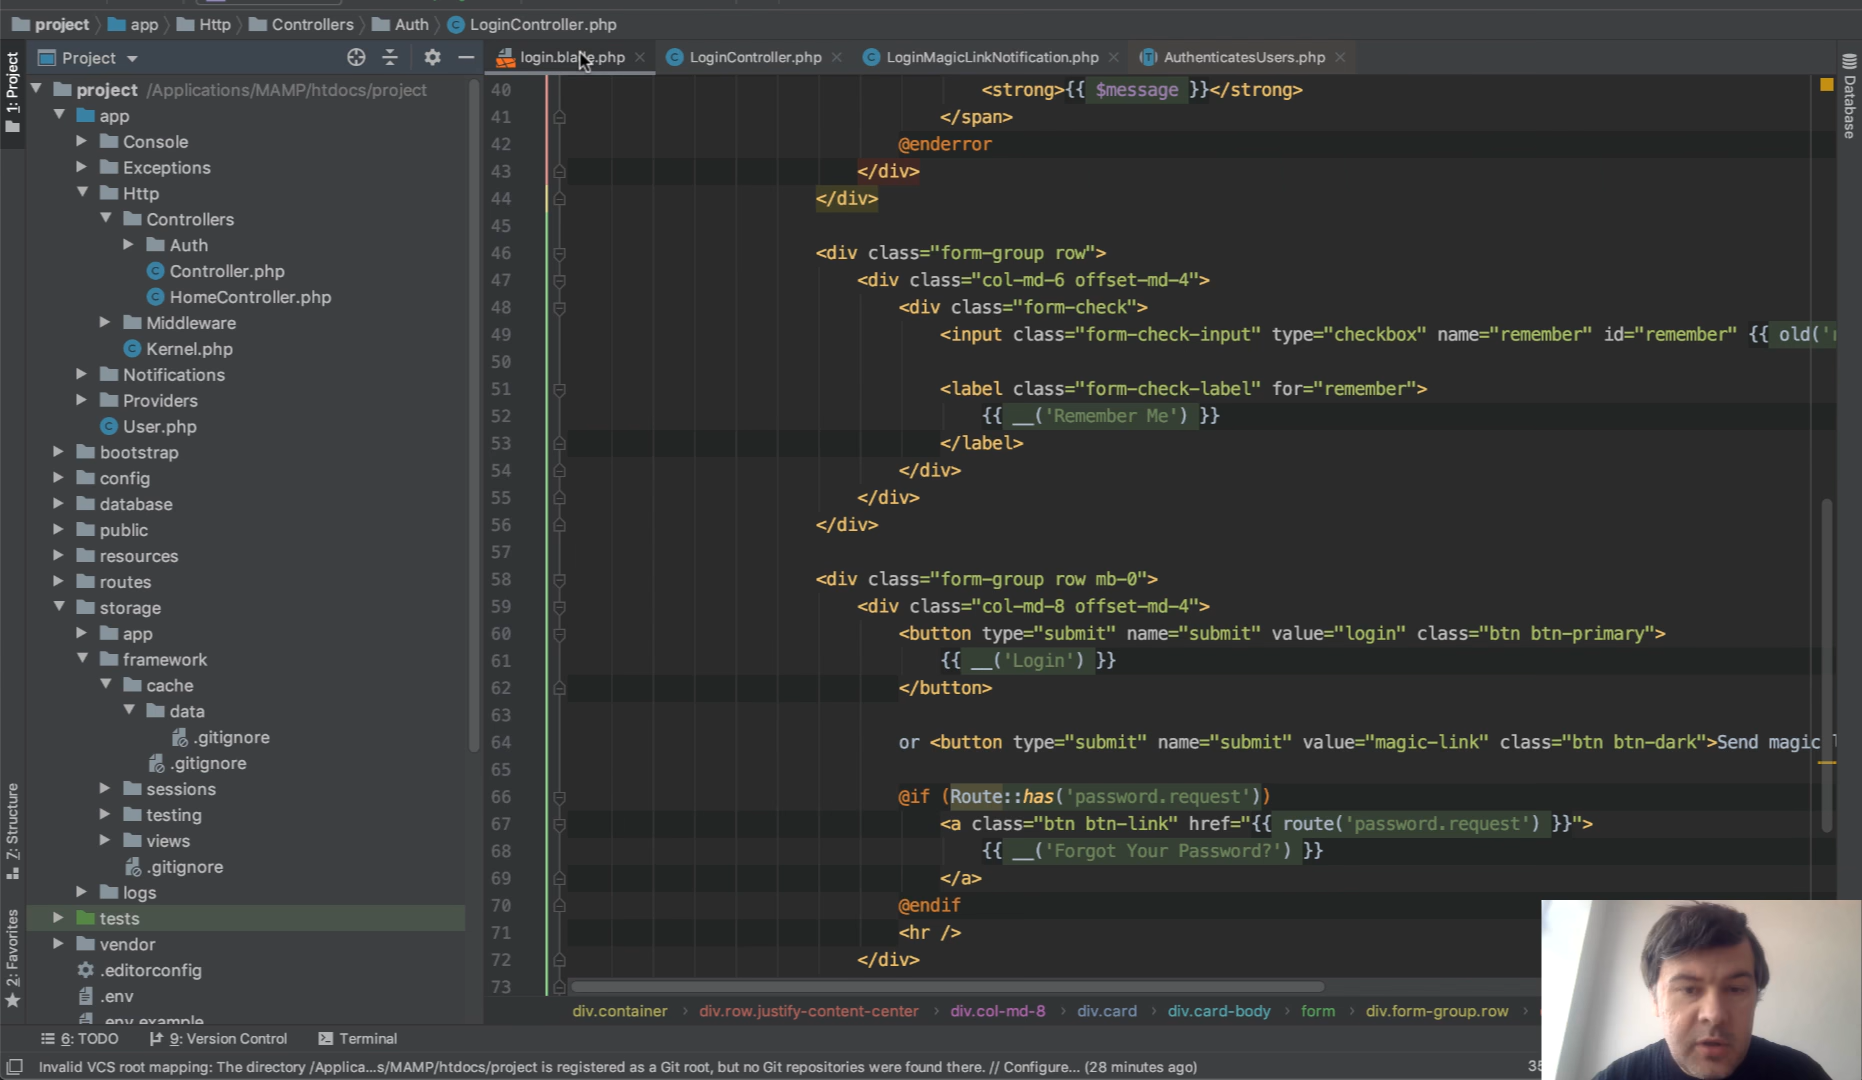 project app Http Controllers Auth LoginController.php
Project
login.blade.php LoginController.php LoginMagicLinkNotification.php AuthenticatesUsers.php
1: Project
7: Structure
2: Favorites
Database
project /Applications/MAMP/htdocs/project
app
Console
Exceptions
Http
Controllers
Auth
Controller.php
HomeController.php
Middleware
Kernel.php
Notifications
Providers
User.php
bootstrap
config
database
public
resources
routes
storage
app
framework
cache
data
.gitignore
.gitignore
sessions
testing
views
.gitignore
logs
tests
vendor
.editorconfig
.env
.env.example
40 <strong>{{ $message }}</strong>
41 </span>
42 @enderror
43 </div>
44 </div>
45
46 <div class="form-group row">
47 <div class="col-md-6 offset-md-4">
48 <div class="form-check">
49 <input class="form-check-input" type="checkbox" name="remember" id="remember" {{ old('
50
51 <label class="form-check-label" for="remember">
52 {{ __('Remember Me') }}
53 </label>
54 </div>
55 </div>
56 </div>
57
58 <div class="form-group row mb-0">
59 <div class="col-md-8 offset-md-4">
60 <button type="submit" name="submit" value="login" class="btn btn-primary">
61 {{ __('Login') }}
62 </button>
63
64 or <button type="submit" name="submit" value="magic-link" class="btn btn-dark">Send magic
65
66 @if (Route::has('password.request'))
67 <a class="btn btn-link" href="{{ route('password.request') }}">
68 {{ __('Forgot Your Password?') }}
69 </a>
70 @endif
71 <hr />
72 </div>
73
div.container › div.row.justify-content-center › div.col-md-8 › div.card › div.card-body › form › div.form-group.row ›
6: TODO 9: Version Control Terminal
Invalid VCS root mapping: The directory /Applica...s/MAMP/htdocs/project is registered as a Git root, but no Git repositories were found there. // Configure... (28 minutes ago)